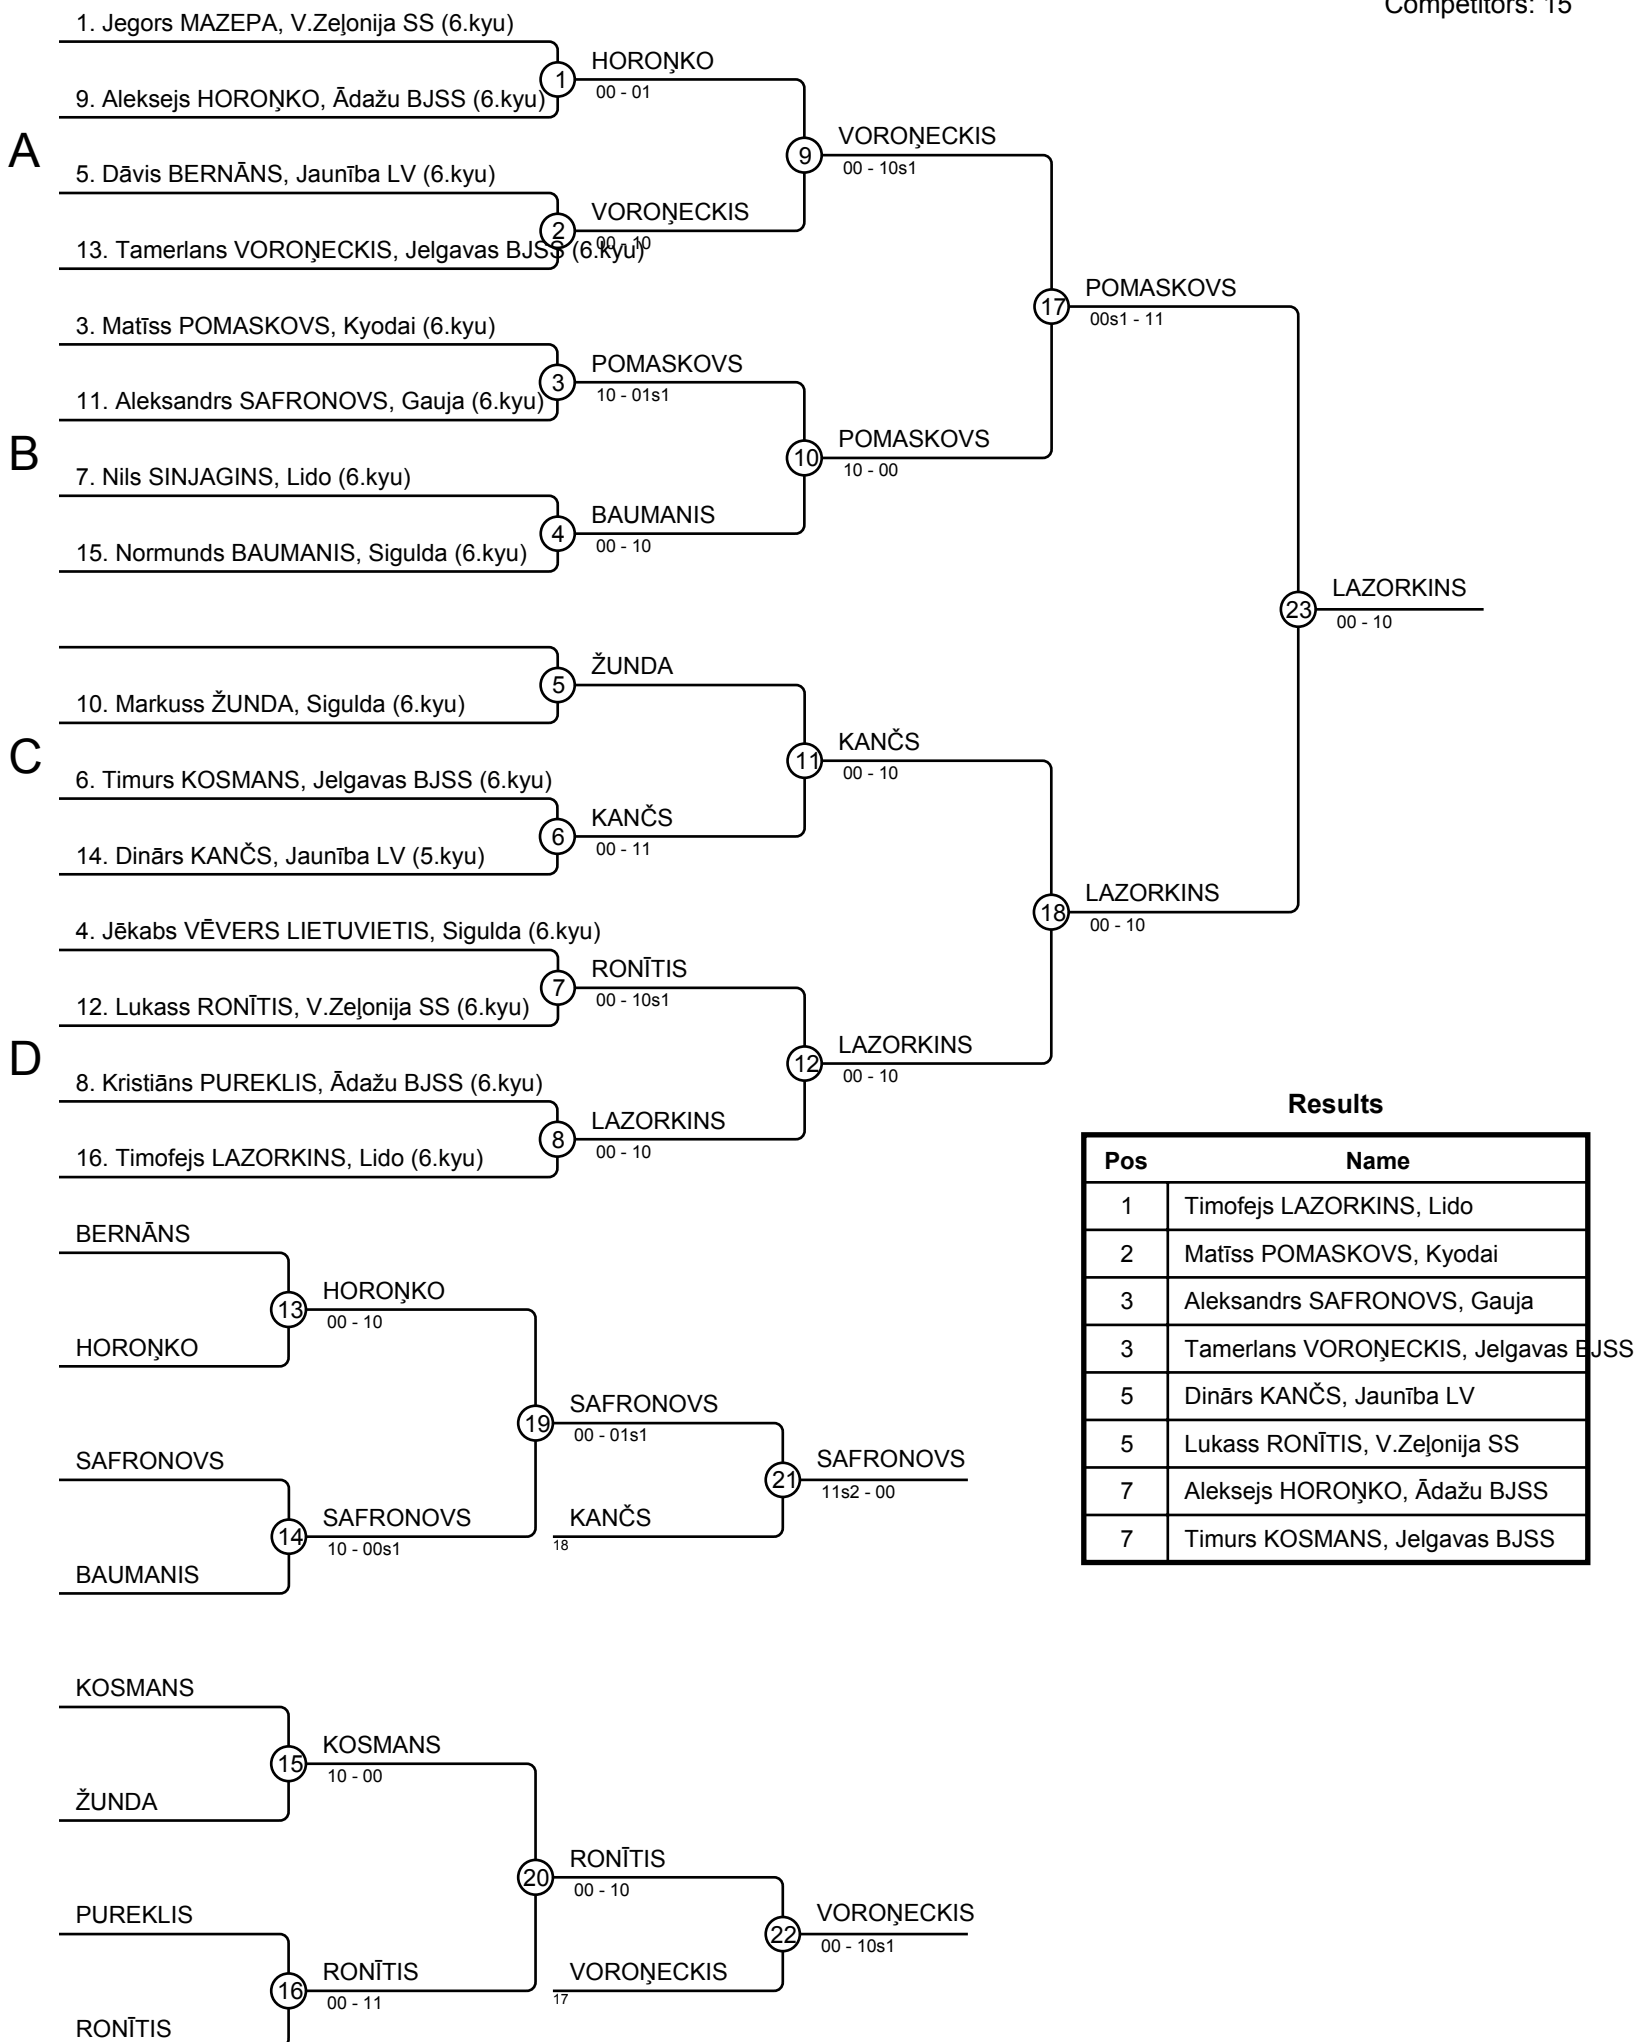 Competitors: 15
1. Jegors MAZEPA, V.Zeļonija SS (6.kyu)
HOROŅKO
1
00 - 01
9. Aleksejs HOROŅKO, Ādažu BJSS (6.kyu)
VOROŅECKIS
A
9
00 - 10s1
5. Dāvis BERNĀNS, Jaunība LV (6.kyu)
VOROŅECKIS
2
00 - 10
13. Tamerlans VOROŅECKIS, Jelgavas BJSS (6.kyu)
POMASKOVS
17
00s1 - 11
3. Matīss POMASKOVS, Kyodai (6.kyu)
POMASKOVS
3
10 - 01s1
11. Aleksandrs SAFRONOVS, Gauja (6.kyu)
POMASKOVS
B
10
10 - 00
7. Nils SINJAGINS, Lido (6.kyu)
BAUMANIS
4
00 - 10
15. Normunds BAUMANIS, Sigulda (6.kyu)
LAZORKINS
23
00 - 10
ŽUNDA
5
10. Markuss ŽUNDA, Sigulda (6.kyu)
KANČS
C
11
00 - 10
6. Timurs KOSMANS, Jelgavas BJSS (6.kyu)
KANČS
6
00 - 11
14. Dinārs KANČS, Jaunība LV (5.kyu)
LAZORKINS
18
00 - 10
4. Jēkabs VĒVERS LIETUVIETIS, Sigulda (6.kyu)
RONĪTIS
7
00 - 10s1
12. Lukass RONĪTIS, V.Zeļonija SS (6.kyu)
LAZORKINS
D
12
00 - 10
8. Kristiāns PUREKLIS, Ādažu BJSS (6.kyu)
LAZORKINS
8
00 - 10
16. Timofejs LAZORKINS, Lido (6.kyu)
Results
Pos Name
1 Timofejs LAZORKINS, Lido
2 Matīss POMASKOVS, Kyodai
3 Aleksandrs SAFRONOVS, Gauja
3 Tamerlans VOROŅECKIS, Jelgavas BJSS
5 Dinārs KANČS, Jaunība LV
5 Lukass RONĪTIS, V.Zeļonija SS
7 Aleksejs HOROŅKO, Ādažu BJSS
7 Timurs KOSMANS, Jelgavas BJSS
BERNĀNS
HOROŅKO
13
00 - 10
HOROŅKO
SAFRONOVS
19
00 - 01s1
SAFRONOVS
SAFRONOVS
21
11s2 - 00
SAFRONOVS
KANČS
14
10 - 00s1
18
BAUMANIS
KOSMANS
KOSMANS
15
10 - 00
ŽUNDA
RONĪTIS
20
00 - 10
PUREKLIS
VOROŅECKIS
22
00 - 10s1
RONĪTIS
VOROŅECKIS
16
00 - 11
17
RONĪTIS